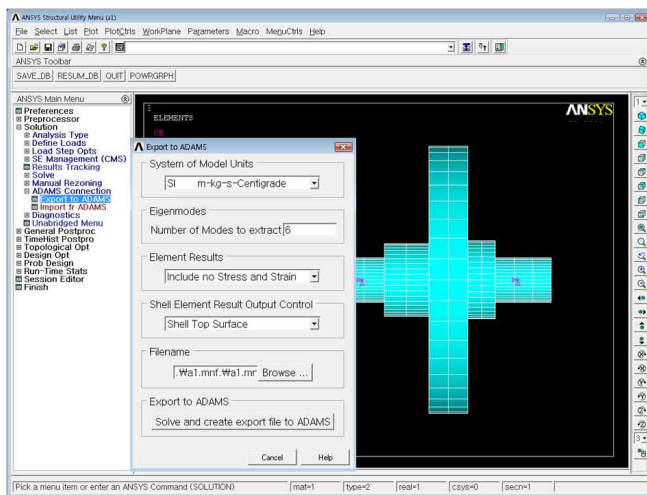 ANSYS Structural Utility Menu (a1)
File Select List Plot PlotCtrls WorkPlane Parameters Macro MenuCtrls Help
ANSYS Toolbar
SAVE_DB RESUM_DB QUIT POWRGRPH
ANSYS Main Menu
Preferences
Preprocessor
Solution
Analysis Type
Define Loads
Load Step Opts
SE Management (CMS)
Results Tracking
Solve
Manual Rezoning
ADAMS Connection
Export to ADAMS
Import fr ADAMS
Diagnostics
Unabridged Menu
General Postproc
TimeHist Postpro
Topological Opt
Design Opt
Prob Design
Run-Time Stats
Session Editor
Finish
1
ELEMENTS
CE
ANSYS
Export to ADAMS
System of Model Units
SI m-kg-s-Centigrade
Eigenmodes
Number of Modes to extract 6
Element Results
Include no Stress and Strain
Shell Element Result Output Control
Shell Top Surface
Filename
.₩a1.mnf.₩a1.mr Browse ...
Export to ADAMS
Solve and create export file to ADAMS
Cancel Help
1
3
Pick a menu item or enter an ANSYS Command (SOLUTION) mat=1 type=2 real=1 csys=0 secn=1